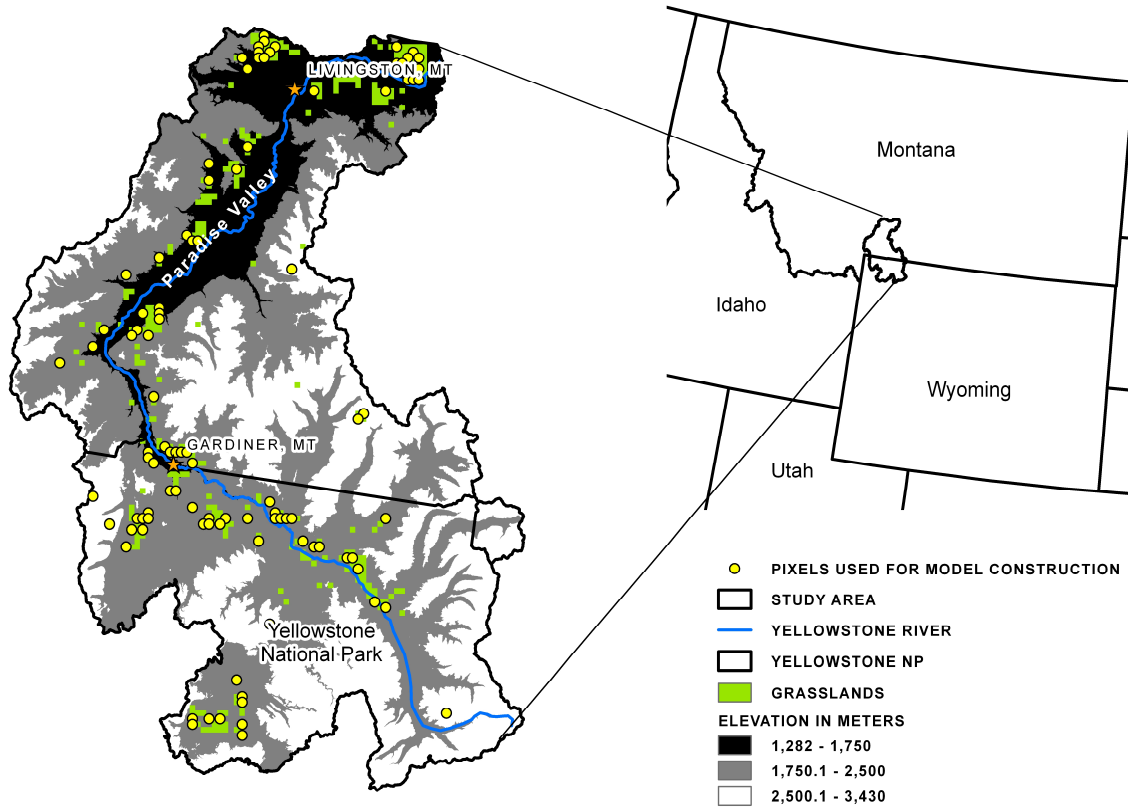 LIVINGSTON, MT
Paradise Valley
GARDINER, MT
Yellowstone
National Park
Montana
Idaho
Wyoming
Utah
PIXELS USED FOR MODEL CONSTRUCTION
STUDY AREA
YELLOWSTONE RIVER
YELLOWSTONE NP
GRASSLANDS
ELEVATION IN METERS
1,282 - 1,750
1,750.1 - 2,500
2,500.1 - 3,430